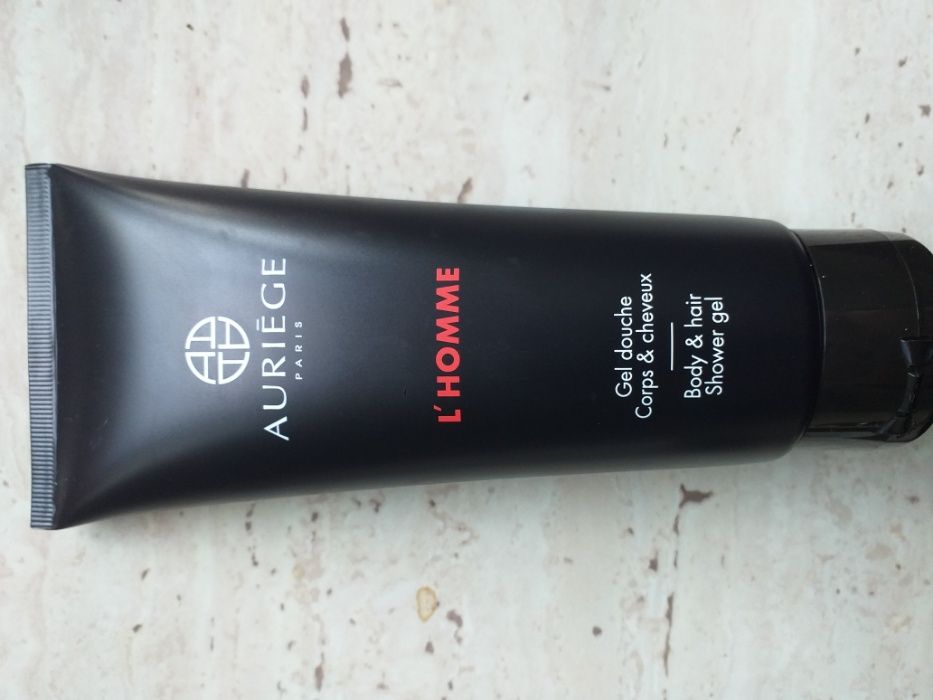 AURIÈGE
PARIS
L'HOMME
Gel douche
Corps & cheveux
Body & hair
Shower gel